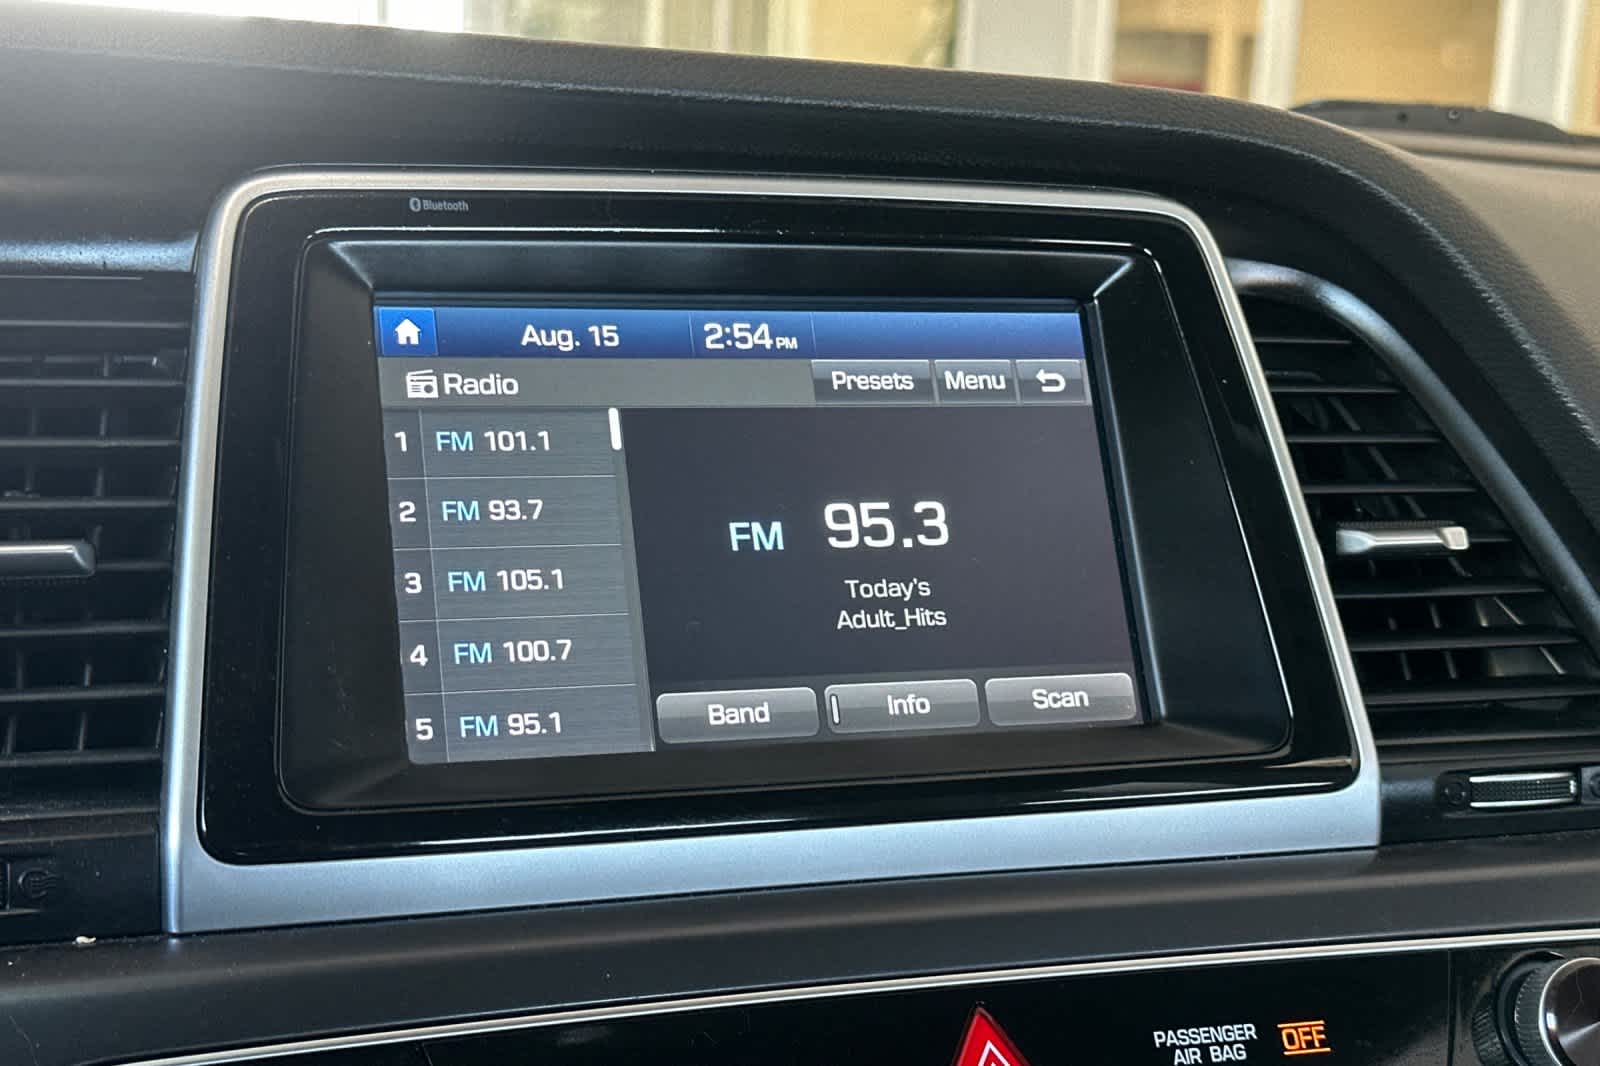 Bluetooth
Aug. 15
2:54 PM
Radio
Presets
Menu
1 FM 101.1
2 FM 93.7
3 FM 105.1
4 FM 100.7
5 FM 95.1
FM 95.3
Today's
Adult_Hits
Band
Info
Scan
PASSENGER
AIR BAG
OFF